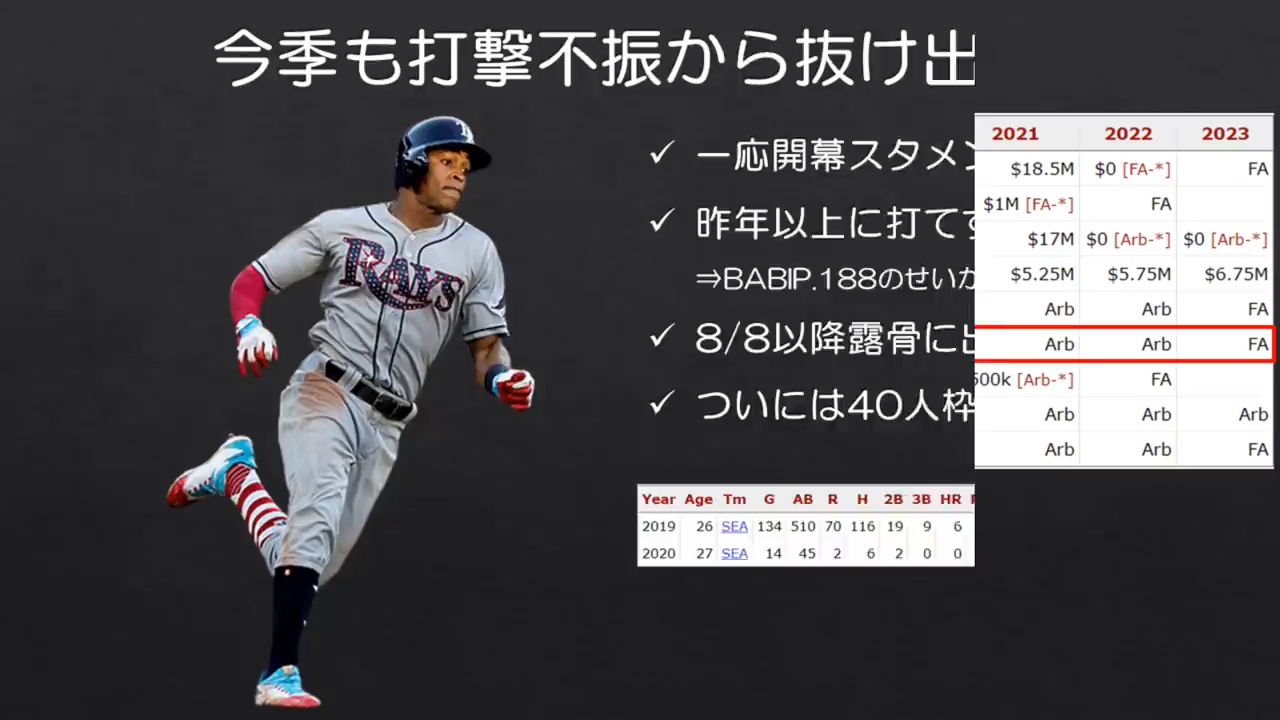 今季も打撃不振から抜け出
一応開幕スタメン
昨年以上に打てず
⇒BABIP.188のせいか
8/8以降露骨に出
ついには40人枠
RAYS
2021 2022 2023
$18.5M $0 [FA-*] FA
$1M [FA-*] FA
$17M $0 [Arb-*] $0 [Arb-*]
$5.25M $5.75M $6.75M
Arb Arb FA
Arb Arb FA
500k [Arb-*] FA
Arb Arb Arb
Arb Arb FA
Year Age Tm G AB R H 2B 3B HR
2019 26 SEA 134 510 70 116 19 9 6
2020 27 SEA 14 45 2 6 2 0 0